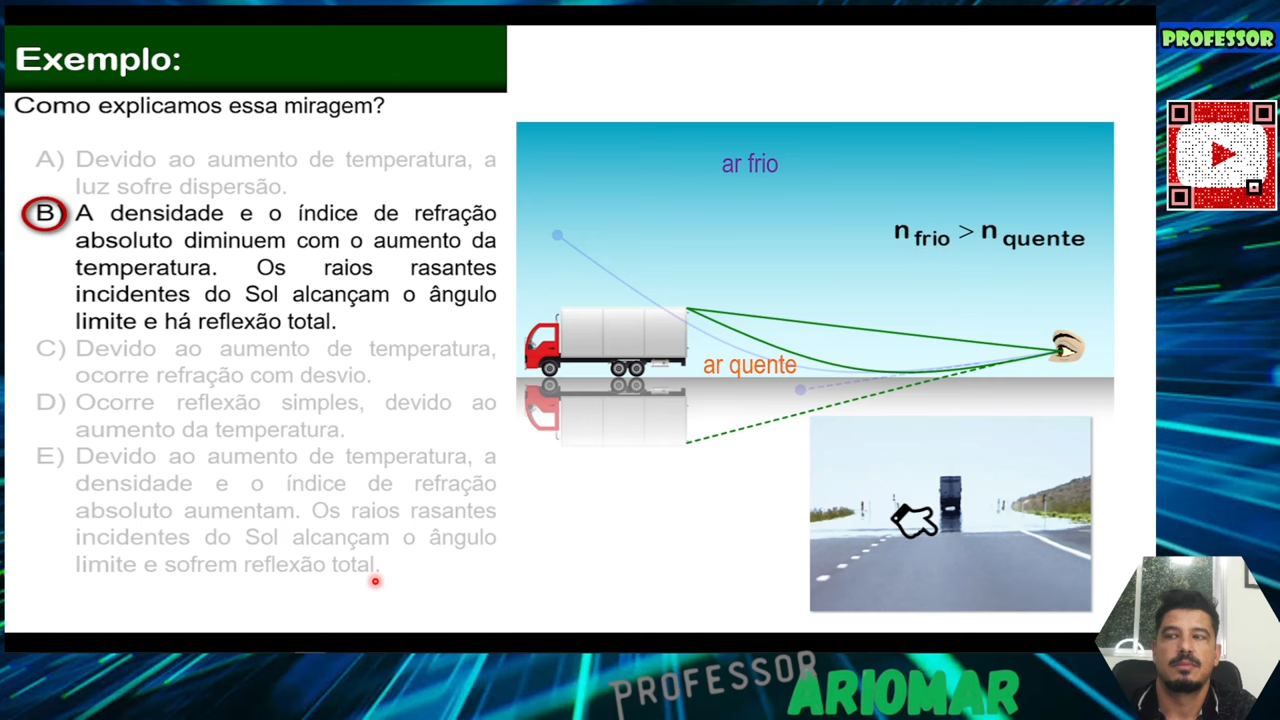 Exemplo:
Como explicamos essa miragem?
A) Devido ao aumento de temperatura, a
luz sofre dispersão.
B) A densidade e o índice de refração
absoluto diminuem com o aumento da
temperatura. Os raios rasantes
incidentes do Sol alcançam o ângulo
limite e há reflexão total.
C) Devido ao aumento de temperatura,
ocorre refração com desvio.
D) Ocorre reflexão simples, devido ao
aumento da temperatura.
E) Devido ao aumento de temperatura, a
densidade e o índice de refração
absoluto aumentam. Os raios rasantes
incidentes do Sol alcançam o ângulo
limite e sofrem reflexão total.
ar frio
n frio > n quente
ar quente
PROFESSOR
PROFESSOR
ARIOMAR